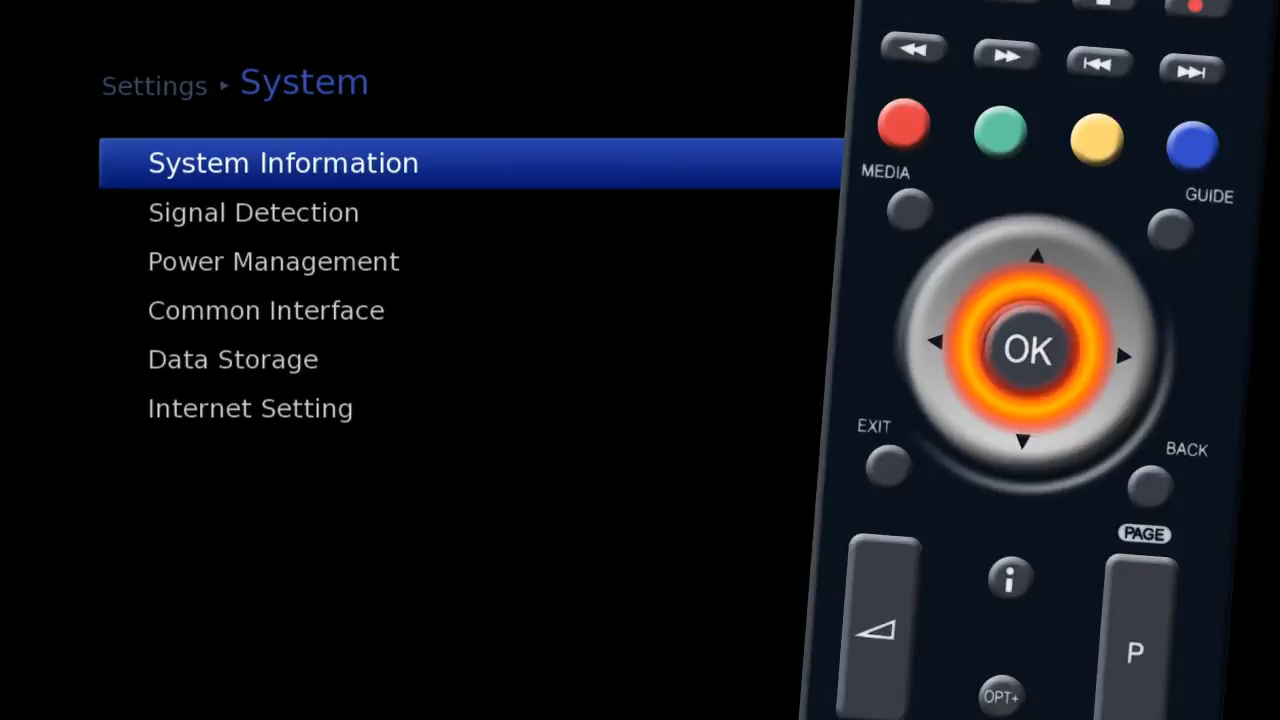 Settings ‣ System
System Information
Signal Detection
Power Management
Common Interface
Data Storage
Internet Setting
MEDIA
GUIDE
OK
EXIT
BACK
PAGE
i
P
OPT+